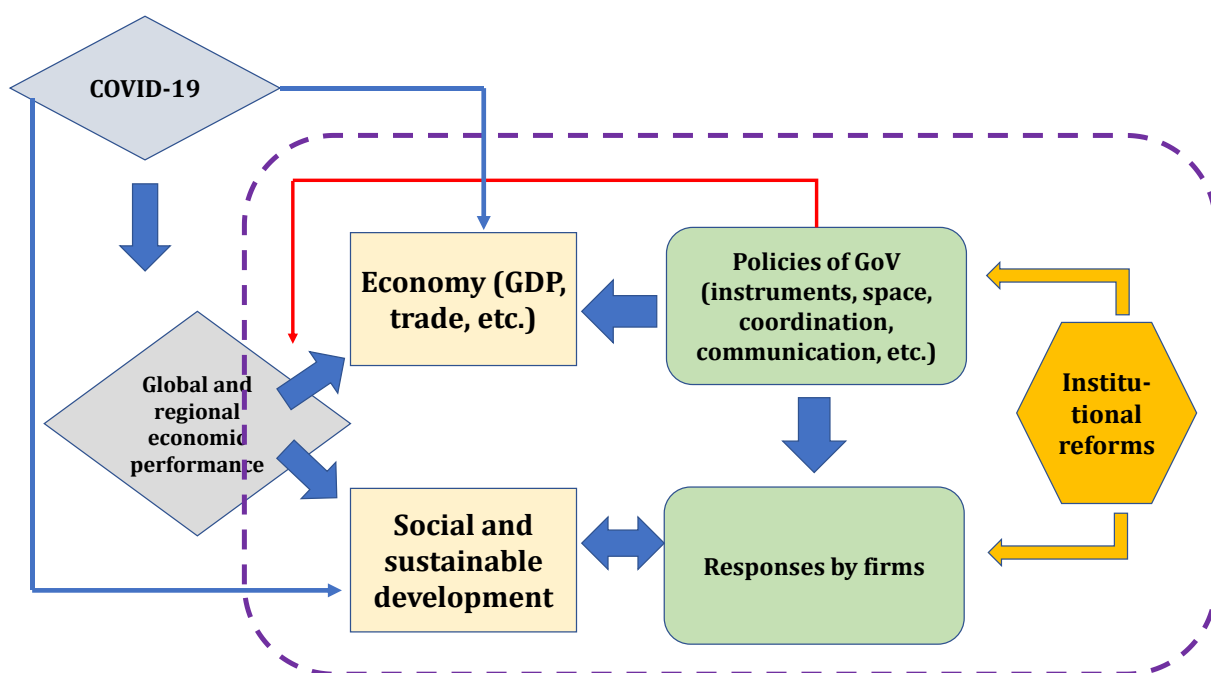 COVID-19
Economy (GDP,
trade, etc.)
Policies of GoV
(instruments, space,
coordination,
communication, etc.)
Global and
regional
economic
performance
Institu-
tional
reforms
Social and
sustainable
development
Responses by firms